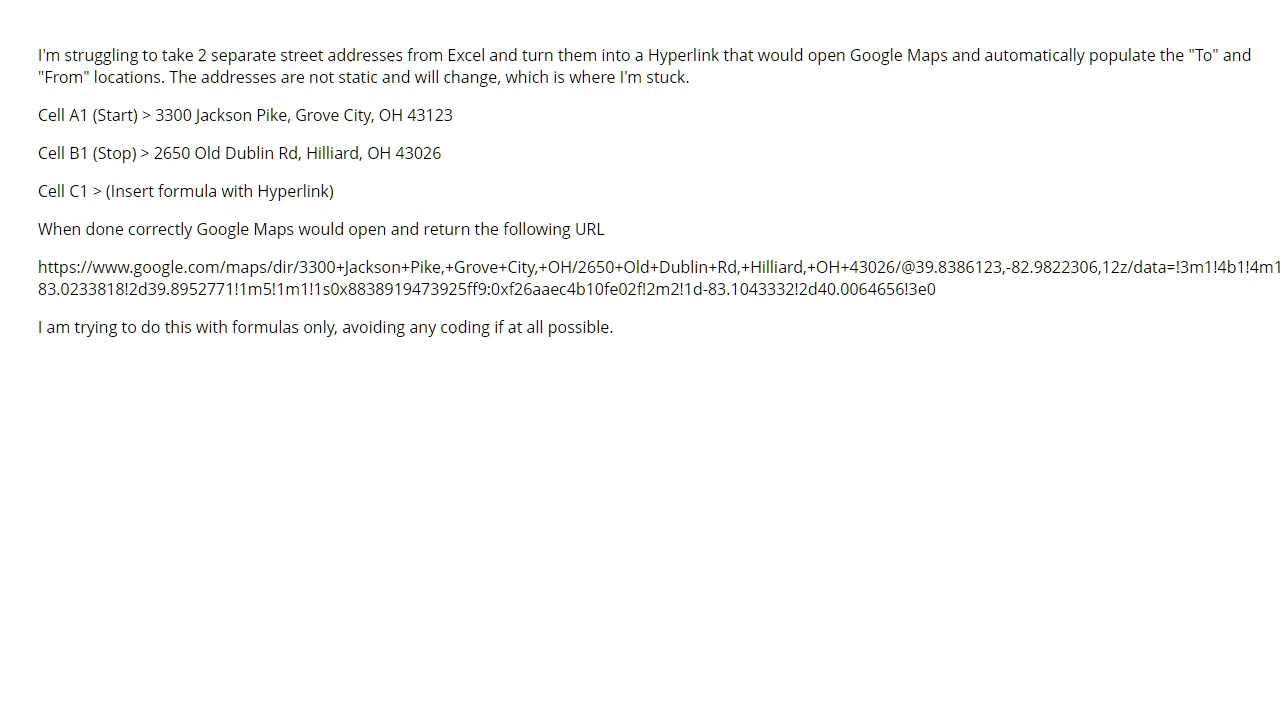 I'm struggling to take 2 separate street addresses from Excel and turn them into a Hyperlink that would open Google Maps and automatically populate the "To" and
"From" locations. The addresses are not static and will change, which is where I'm stuck.
Cell A1 (Start) > 3300 Jackson Pike, Grove City, OH 43123
Cell B1 (Stop) > 2650 Old Dublin Rd, Hilliard, OH 43026
Cell C1 > (Insert formula with Hyperlink)
When done correctly Google Maps would open and return the following URL
https://www.google.com/maps/dir/3300+Jackson+Pike,+Grove+City,+OH/2650+Old+Dublin+Rd,+Hilliard,+OH+43026/@39.8386123,-82.9822306,12z/data=!3m1!4b1!4m1
83.0233818!2d39.8952771!1m5!1m1!1s0x8838919473925ff9:0xf26aaec4b10fe02f!2m2!1d-83.1043332!2d40.0064656!3e0
I am trying to do this with formulas only, avoiding any coding if at all possible.